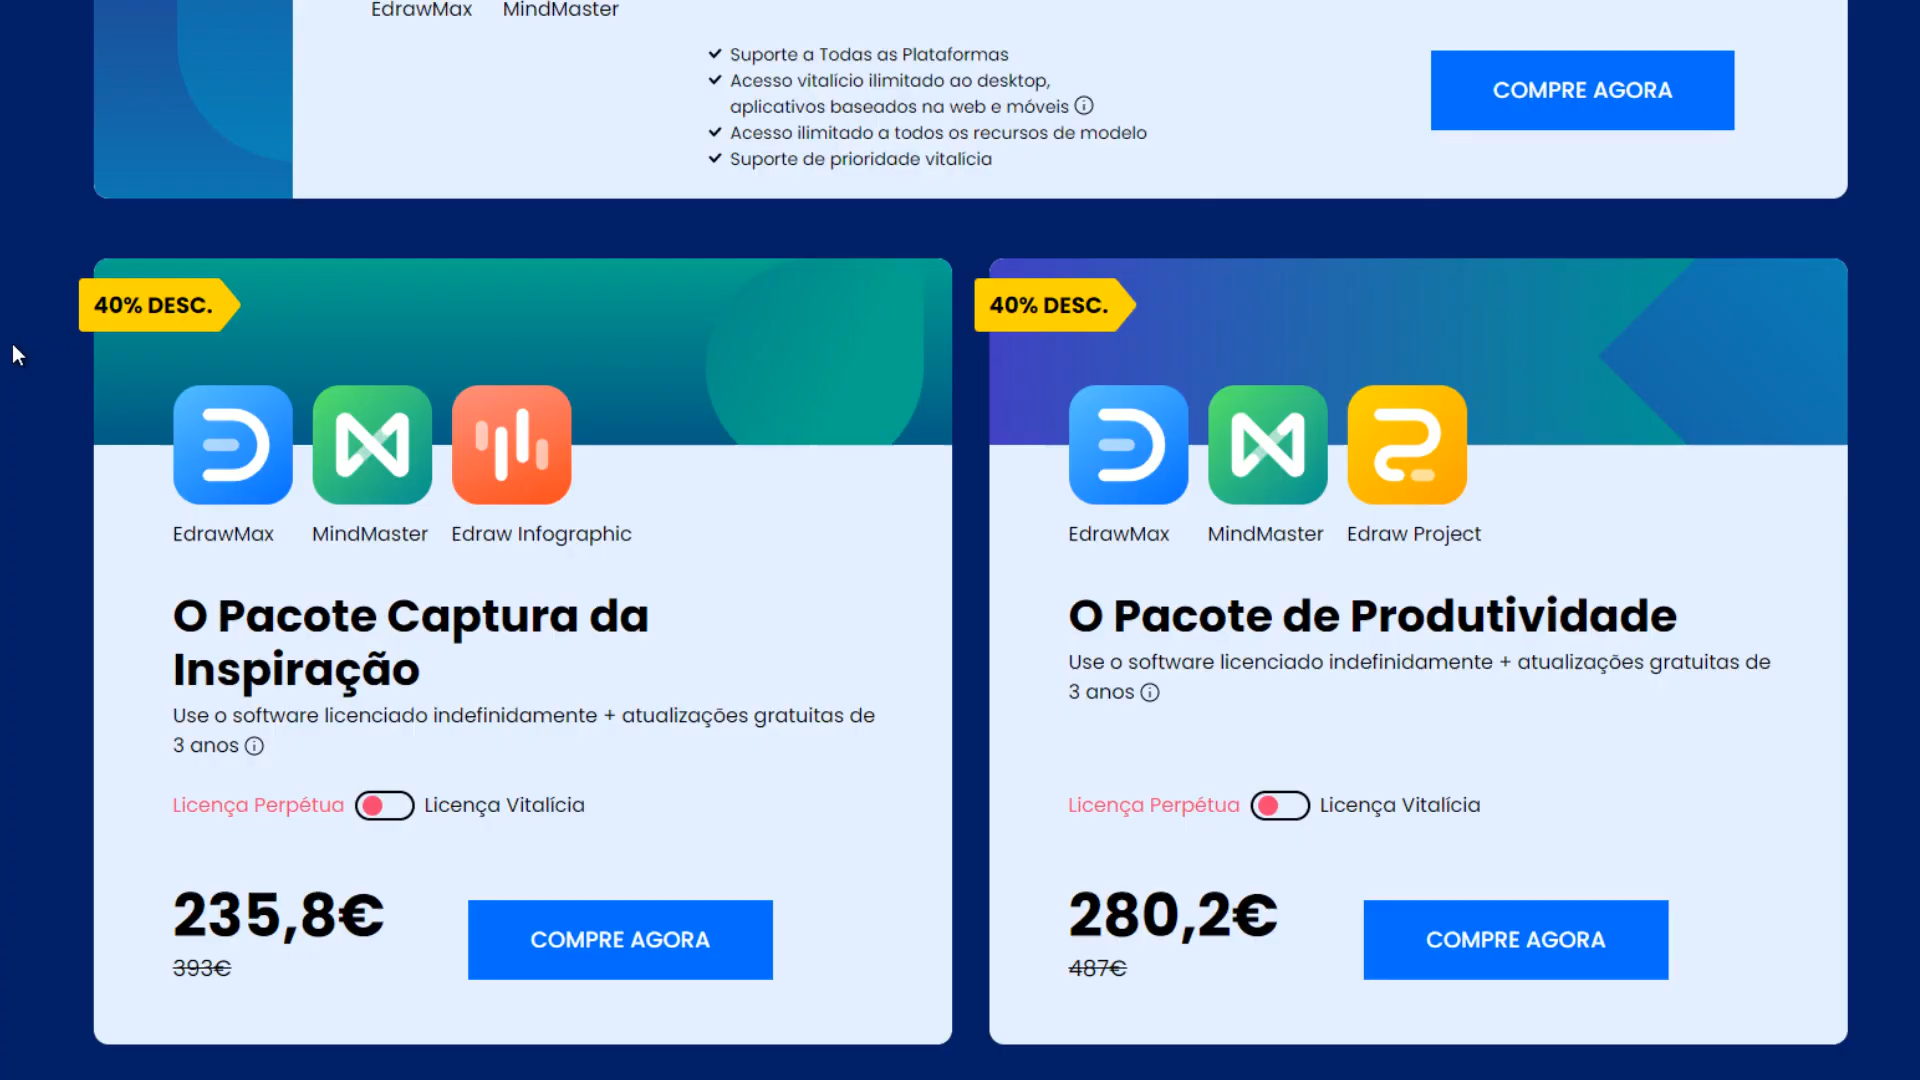 EdrawMax MindMaster
Suporte a Todas as Plataformas
Acesso vitalício ilimitado ao desktop,
aplicativos baseados na web e móveis
Acesso ilimitado a todos os recursos de modelo
Suporte de prioridade vitalícia
COMPRE AGORA
40% DESC.
EdrawMax MindMaster Edraw Infographic
O Pacote Captura da
Inspiração
Use o software licenciado indefinidamente + atualizações gratuitas de
3 anos
Licença Perpétua Licença Vitalícia
235,8€
393€
COMPRE AGORA
40% DESC.
EdrawMax MindMaster Edraw Project
O Pacote de Produtividade
Use o software licenciado indefinidamente + atualizações gratuitas de
3 anos
Licença Perpétua Licença Vitalícia
280,2€
487€
COMPRE AGORA